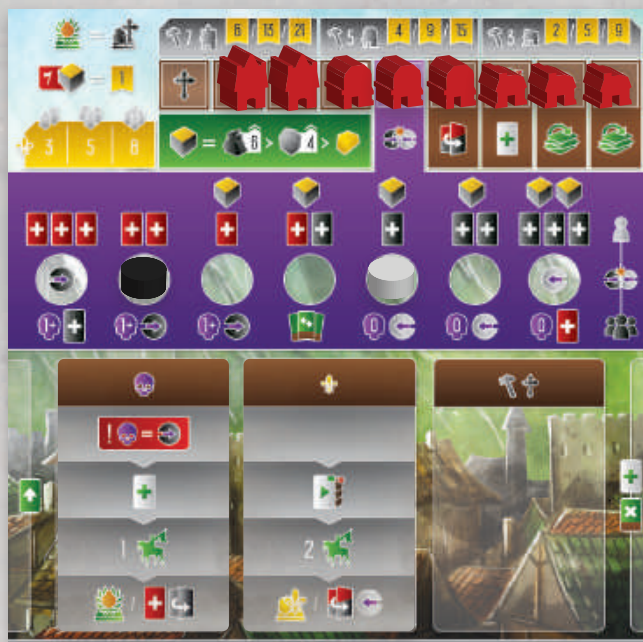 = 7 6/13/21 5 4/9/15 3 2/5/9
= 1
3 5 8 = 6 > 4 >
1+ 1+ 1+ 0 0 0
! =
1 2
/ /